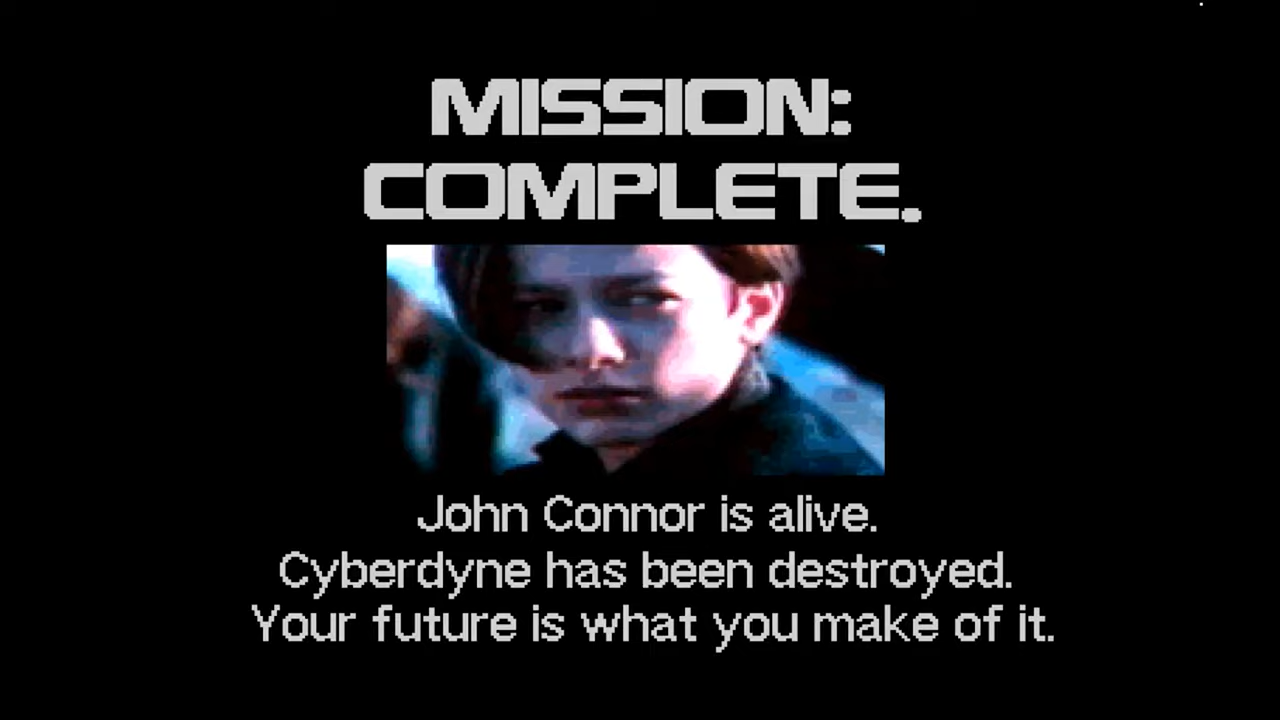 MISSION:
COMPLETE.
John Connor is alive.
Cyberdyne has been destroyed.
Your future is what you make of it.